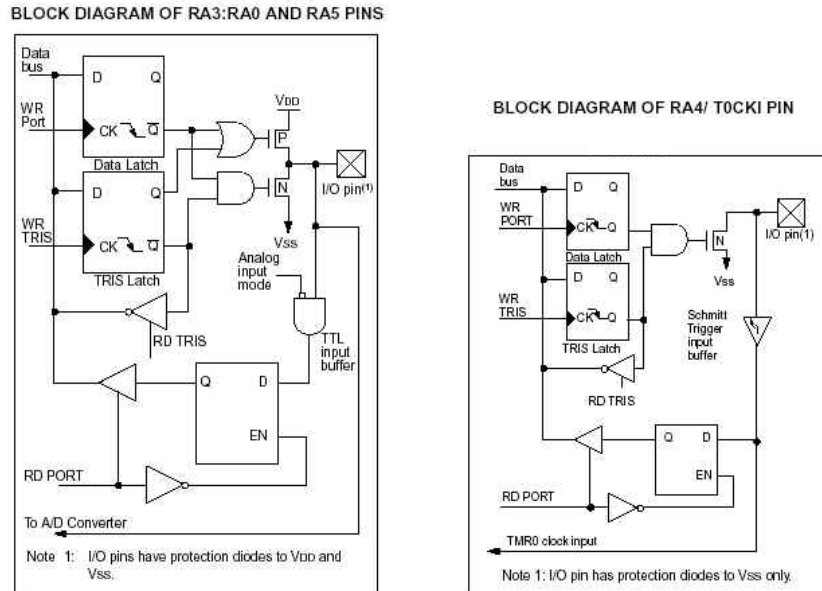 BLOCK DIAGRAM OF RA3:RA0 AND RA5 PINS
Data
bus
D Q
VDD
WR
Port
CK Q
P
Data Latch
D Q
N
I/O pin(1)
WR
TRIS
CK Q
Vss
TRIS Latch
Analog
input
mode
RD TRIS
TTL
input
buffer
Q D
EN
RD PORT
To A/D Converter
Note 1: I/O pins have protection diodes to VDD and
Vss.
BLOCK DIAGRAM OF RA4/ T0CKI PIN
Data
bus
D Q
WR
PORT
CK Q
N
I/O pin(1)
Data Latch
D Q
Vss
WR
TRIS
CK Q
Schmitt
Trigger
input
buffer
TRIS Latch
RD TRIS
Q D
EN
RD PORT
TMR0 clock input
Note 1: I/O pin has protection diodes to Vss only.